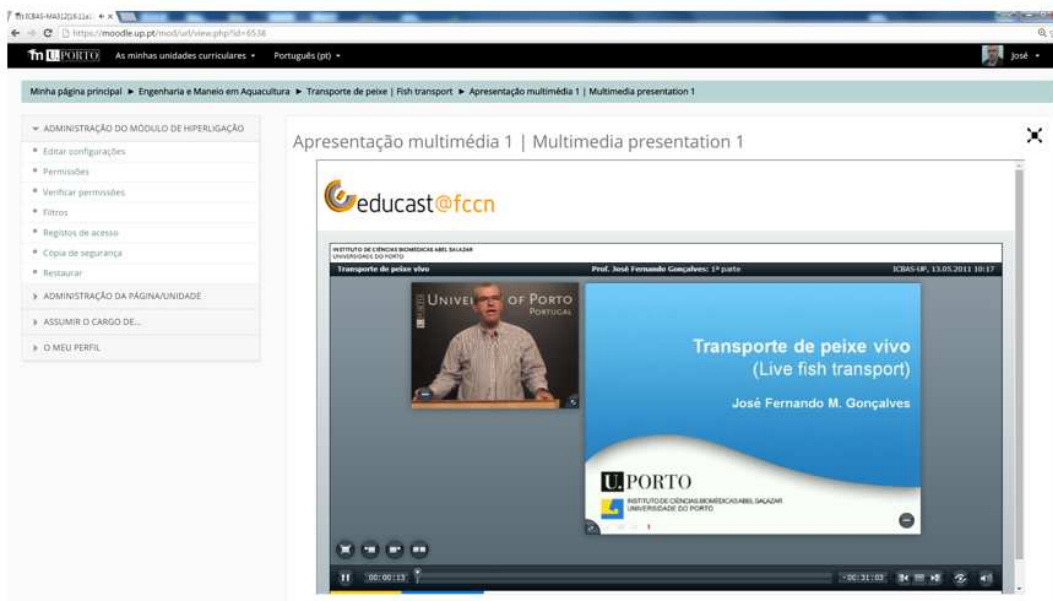 https://moodle.up.pt/mod/url/view.php?id=6538
U.PORTO As minhas unidades curriculares Português (pt) José
Minha página principal ► Engenharia e Maneio em Aquacultura ► Transporte de peixe | Fish transport ► Apresentação multimédia 1 | Multimedia presentation 1
ADMINISTRAÇÃO DO MÓDULO DE HIPERLIGAÇÃO
Editar configurações
Permissões
Verificar permissões
Filtros
Registos de acesso
Copia de segurança
Restaurar
ADMINISTRAÇÃO DA PÁGINA/UNIDADE
ASSUMIR O CARGO DE...
O MEU PERFIL
Apresentação multimédia 1 | Multimedia presentation 1
educast@fccn
INSTITUTO DE CIÊNCIAS BIOMÉDICAS ABEL SALAZAR
UNIVERSIDADE DO PORTO
Transporte de peixe vivo Prof. José Fernando Gonçalves: 1ª parte ICBAS-UP, 13.05.2011 10:17
U.PORTO
UNIVE OF PORTO
PORTUGAL
Transporte de peixe vivo
(Live fish transport)
José Fernando M. Gonçalves
U.PORTO
INSTITUTO DE CIÊNCIAS BIOMÉDICAS ABEL SALAZAR
UNIVERSIDADE DO PORTO
00:00:13 -00:31:03